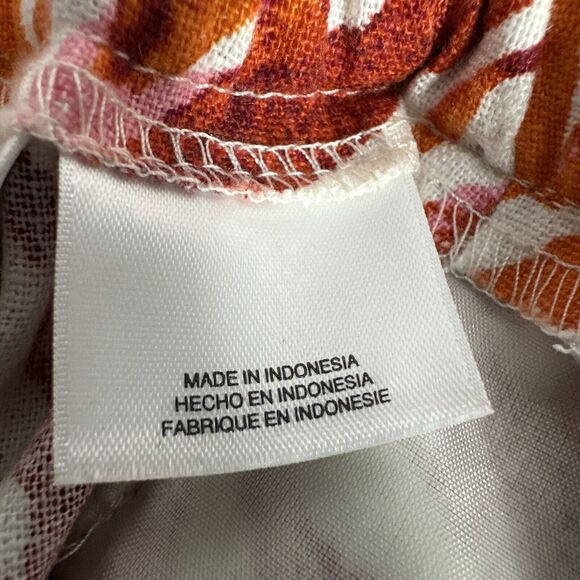 MADE IN INDONESIA
HECHO EN INDONESIA
FABRIQUE EN INDONESIE